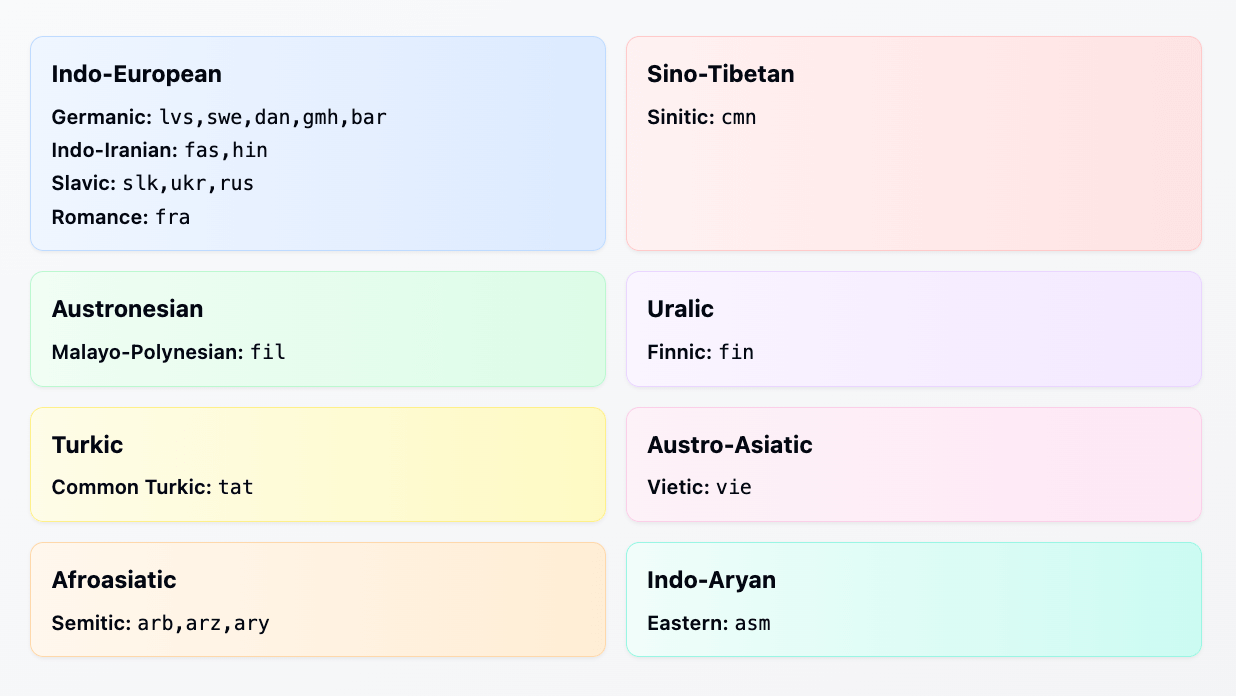 Indo-European
Germanic: lvs,swe,dan,gmh,bar
Indo-Iranian: fas,hin
Slavic: slk,ukr,rus
Romance: fra
Sino-Tibetan
Sinitic: cmn
Austronesian
Malayo-Polynesian: fil
Uralic
Finnic: fin
Turkic
Common Turkic: tat
Austro-Asiatic
Vietic: vie
Afroasiatic
Semitic: arb,arz,ary
Indo-Aryan
Eastern: asm